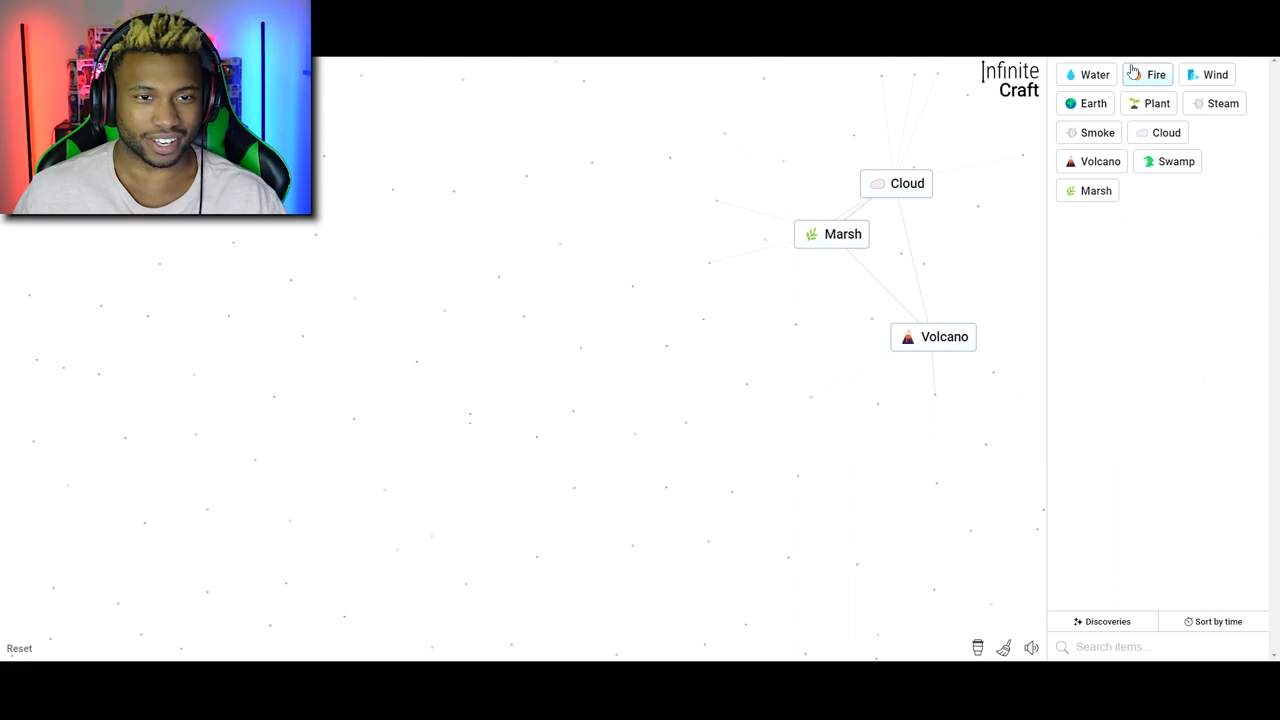 Infinite
Craft
Water Fire Wind
Earth Plant Steam
Smoke Cloud
Volcano Swamp
Marsh
Cloud
Marsh
Volcano
Discoveries Sort by time
Reset
Search items...